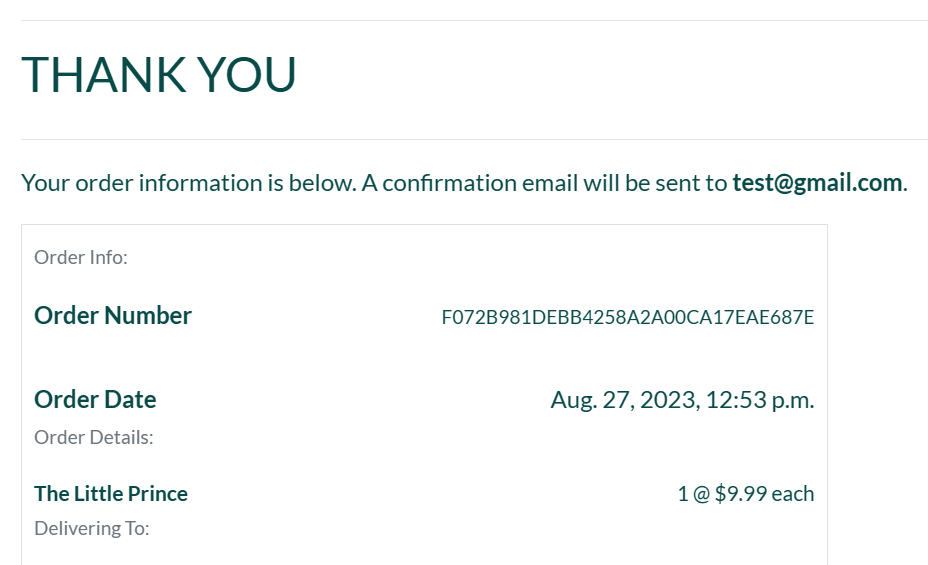 THANK YOU
Your order information is below. A confirmation email will be sent to test@gmail.com.
Order Info:
Order Number F072B981DEBB4258A2A00CA17EAE687E
Order Date Aug. 27, 2023, 12:53 p.m.
Order Details:
The Little Prince 1 @ $9.99 each
Delivering To: